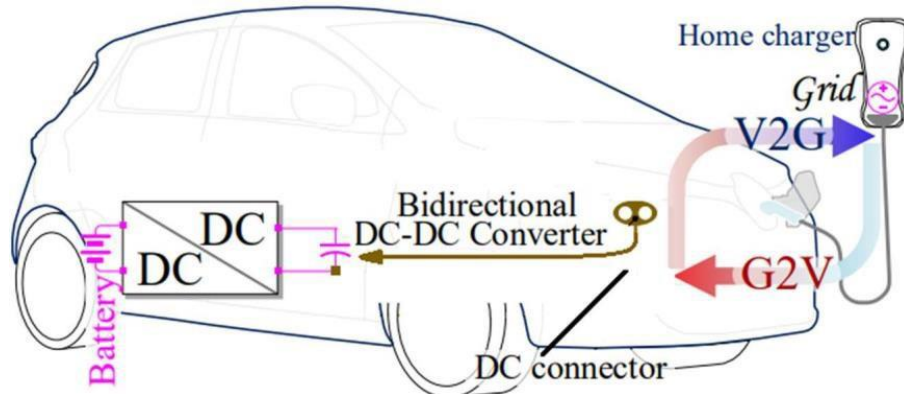 Home charger
Grid
V2G
Bidirectional
DC-DC Converter
DC
DC
Battery
G2V
DC connector